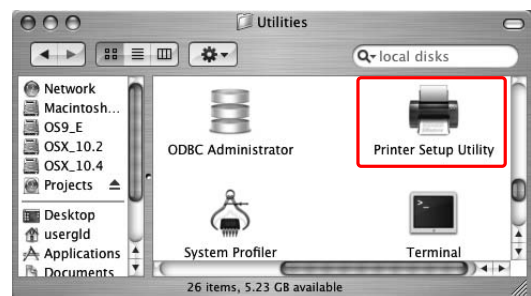 Utilities
local disks
Network
Macintosh...
OS9_E
OSX_10.2
OSX_10.4
Projects
Desktop
usergld
Applications
Documents
ODBC Administrator
Printer Setup Utility
System Profiler
Terminal
26 items, 5.23 GB available